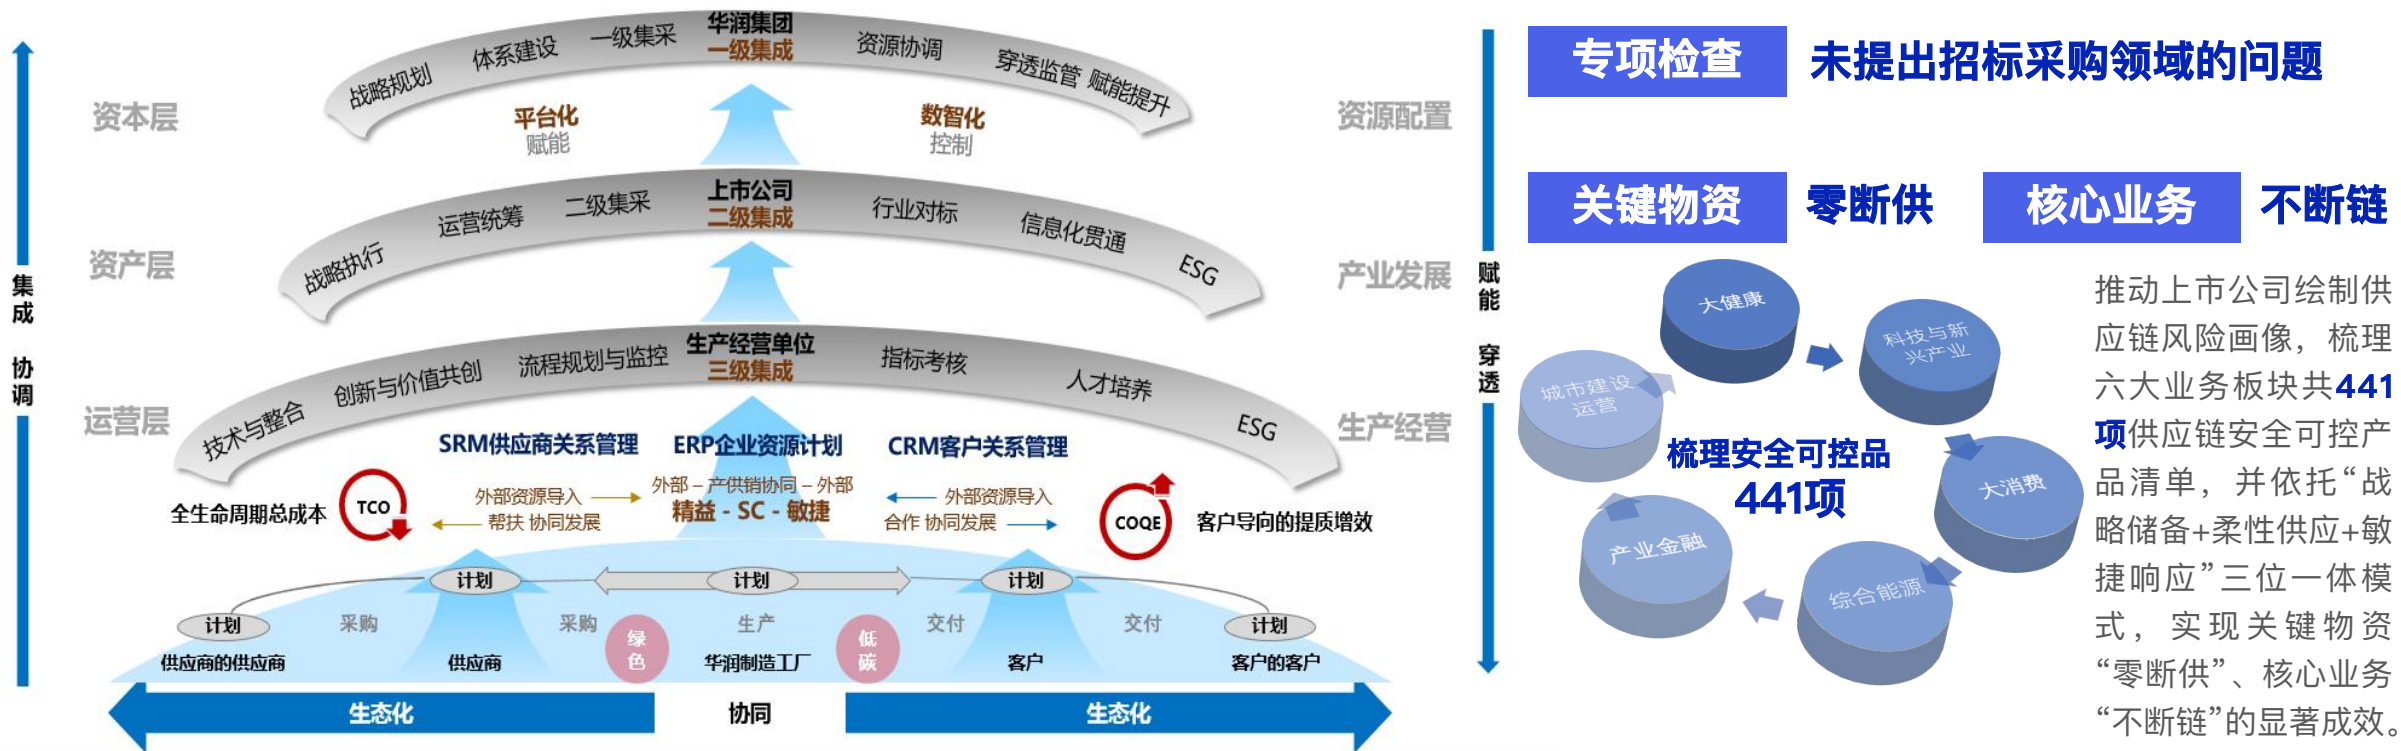 华润集团
一级集成
战略规划
体系建设
一级集采
资源协调
穿透监管
赋能提升
资本层
资源配置
平台化
赋能
数智化
控制
上市公司
二级集成
战略执行
运营统筹
二级集采
行业对标
信息化贯通
ESG
资产层
产业发展
生产经营单位
三级集成
技术与整合
创新与价值共创
流程规划与监控
指标考核
人才培养
ESG
运营层
生产经营
集成 协调
赋能 穿透
SRM供应商关系管理
ERP企业资源计划
CRM客户关系管理
全生命周期总成本
TCO
外部资源导入
帮扶 协同发展
外部 – 产供销协同 – 外部
精益 - SC - 敏捷
外部资源导入
合作 协同发展
COQE
客户导向的提质增效
计划
计划
计划
计划
计划
采购
采购
生产
交付
交付
绿色
低碳
供应商的供应商
供应商
华润制造工厂
客户
客户的客户
生态化
协同
生态化
专项检查
未提出招标采购领域的问题
关键物资
零断供
核心业务
不断链
大健康
科技与新
兴产业
大消费
综合能源
产业金融
城市建设
运营
梳理安全可控品
441项
推动上市公司绘制供
应链风险画像，梳理
六大业务板块共441
项供应链安全可控产
品清单，并依托“战
略储备+柔性供应+敏
捷响应”三位一体模
式，实现关键物资
“零断供”、核心业务
“不断链”的显著成效。